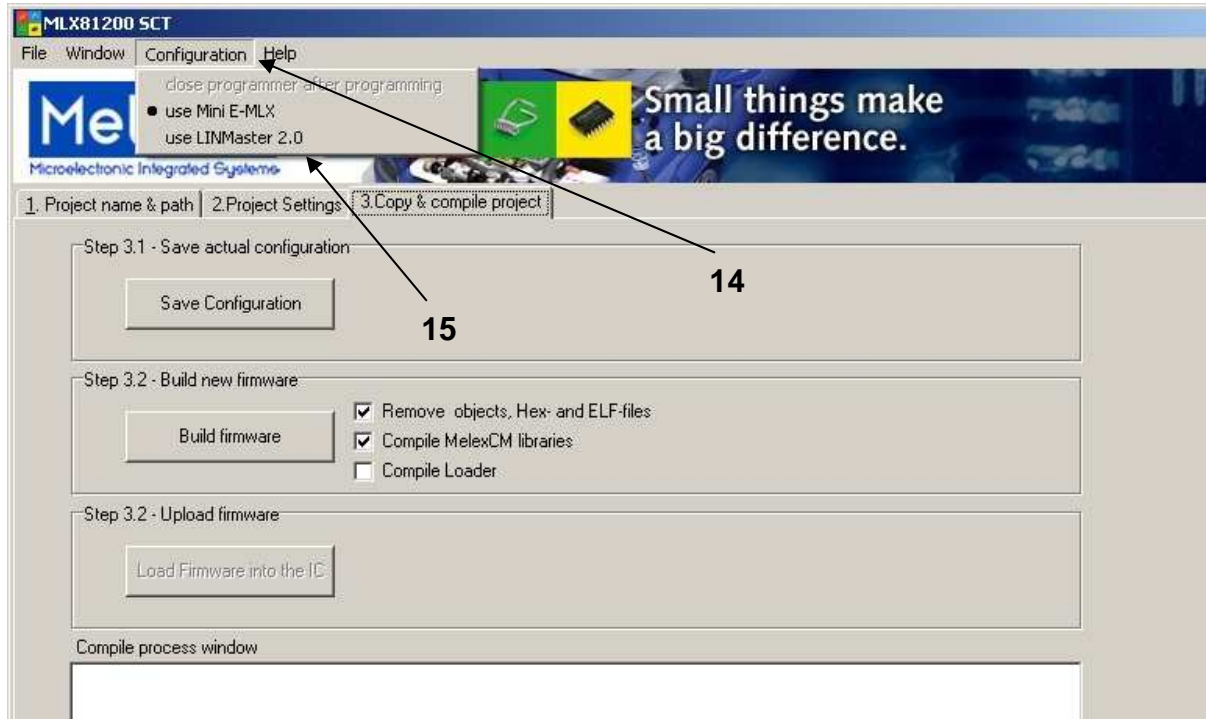 MLX81200 SCT
File Window Configuration Help
close programmer after programming
use Mini E-MLX
use LINMaster 2.0
Mel
Microelectronic Integrated Systems
Small things make
a big difference.
1. Project name & path 2.Project Settings 3.Copy & compile project
Step 3.1 - Save actual configuration
14
Save Configuration
15
Step 3.2 - Build new firmware
Remove objects, Hex- and ELF-files
Build firmware
Compile MelexCM libraries
Compile Loader
Step 3.2 - Upload firmware
Load Firmware into the IC
Compile process window